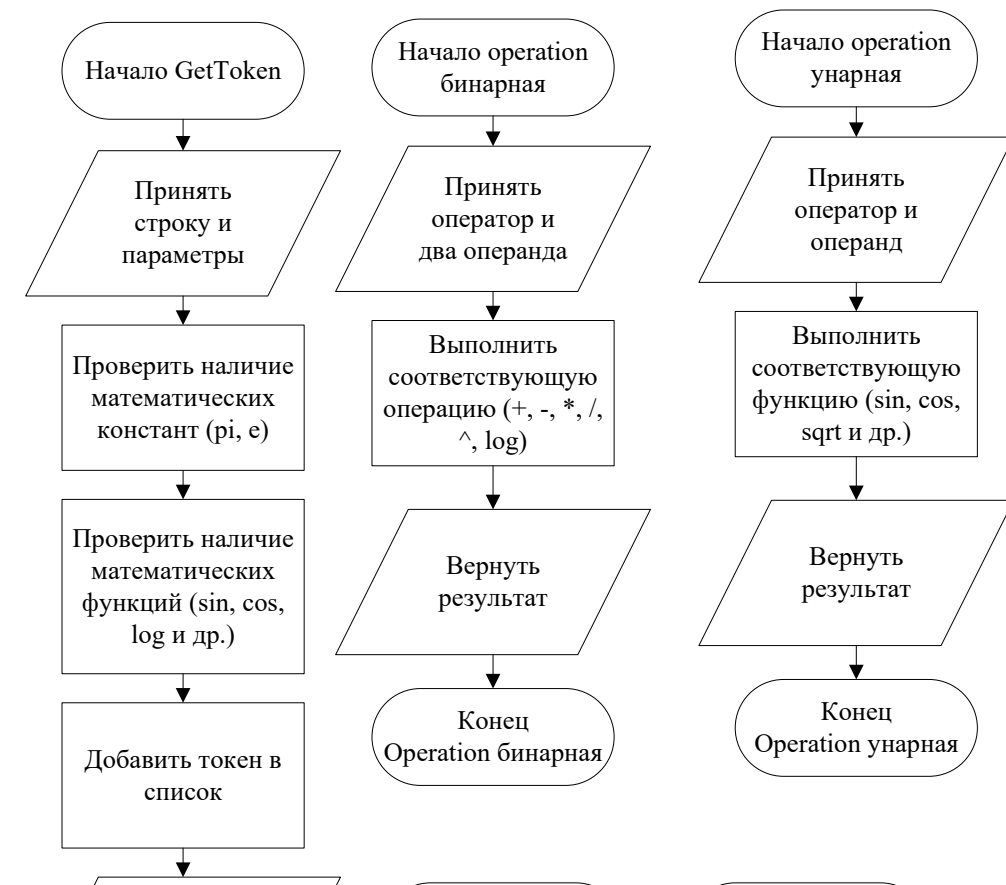 Начало GetToken
Принять
строку и
параметры
Проверить наличие
математических
констант (pi, e)
Проверить наличие
математических
функций (sin, cos,
log и др.)
Добавить токен в
список
Начало operation
бинарная
Принять
оператор и
два операнда
Выполнить
соответствующую
операцию (+, -, *, /,
^, log)
Вернуть
результат
Конец
Operation бинарная
Начало operation
унарная
Принять
оператор и
операнд
Выполнить
соответствующую
функцию (sin, cos,
sqrt и др.)
Вернуть
результат
Конец
Operation унарная